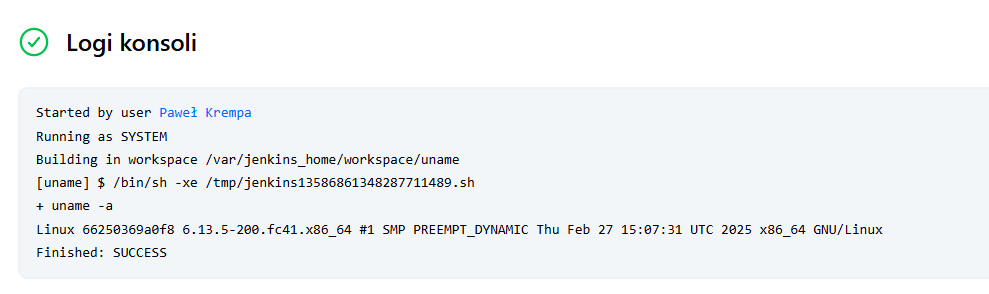 Logi konsoli
Started by user Paweł Krempa
Running as SYSTEM
Building in workspace /var/jenkins_home/workspace/uname
[uname] $ /bin/sh -xe /tmp/jenkins13586861348287711489.sh
+ uname -a
Linux 66250369a0f8 6.13.5-200.fc41.x86_64 #1 SMP PREEMPT_DYNAMIC Thu Feb 27 15:07:31 UTC 2025 x86_64 GNU/Linux
Finished: SUCCESS